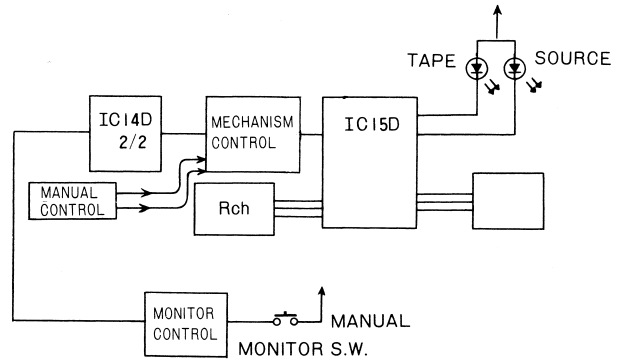 TAPE
SOURCE
IC14D
2/2
MECHANISM
CONTROL
IC15D
MANUAL
CONTROL
Rch
MONITOR
CONTROL
MANUAL
MONITOR S.W.